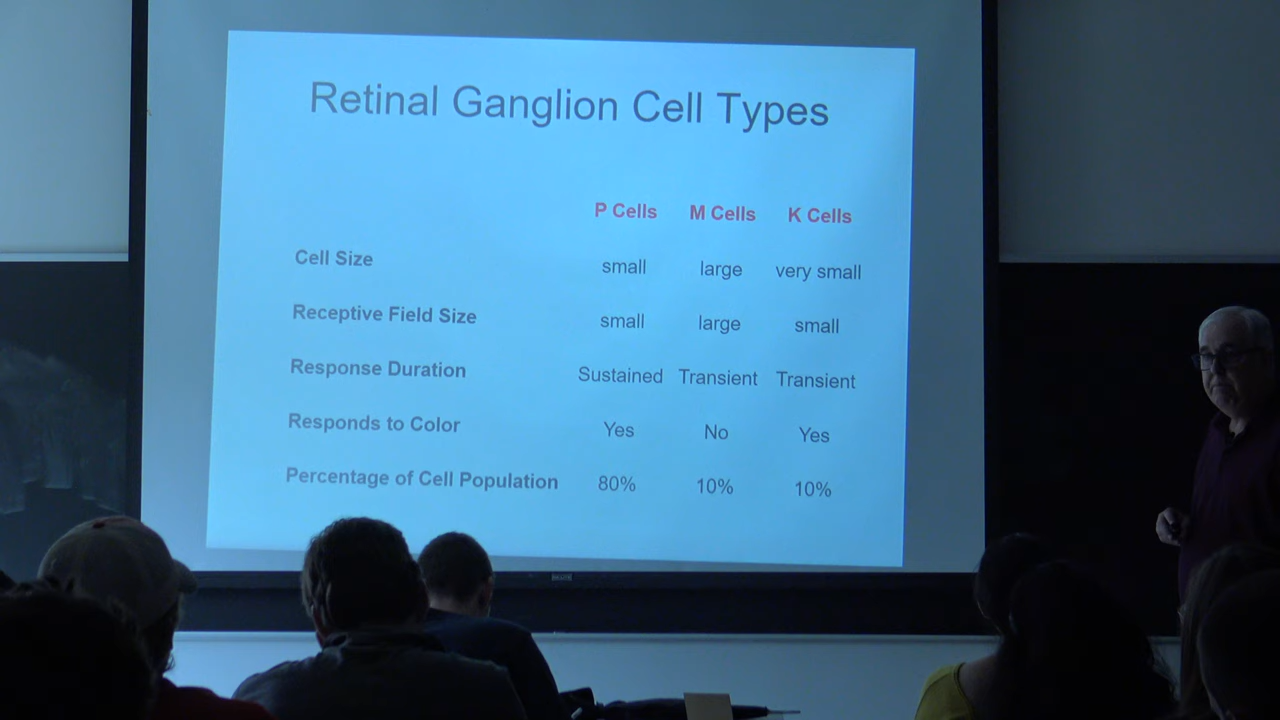 Retinal Ganglion Cell Types
P Cells M Cells K Cells
Cell Size small large very small
Receptive Field Size small large small
Response Duration Sustained Transient Transient
Responds to Color Yes No Yes
Percentage of Cell Population 80% 10% 10%